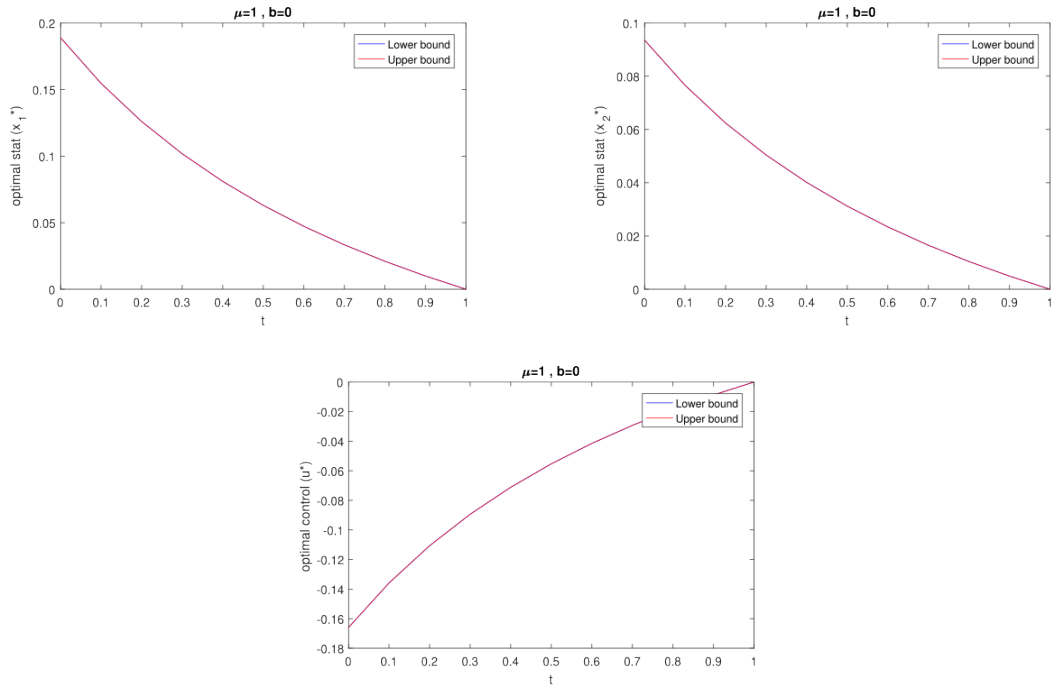 μ=1 , b=0
0.2
0.15
0.1
0.05
0
optimal stat (x₁*)
Lower bound
Upper bound
0 0.1 0.2 0.3 0.4 0.5 0.6 0.7 0.8 0.9 1
t
μ=1 , b=0
0.1
0.08
0.06
0.04
0.02
0
optimal stat (x₂*)
Lower bound
Upper bound
0 0.1 0.2 0.3 0.4 0.5 0.6 0.7 0.8 0.9 1
t
μ=1 , b=0
0
-0.02
-0.04
-0.06
-0.08
-0.1
-0.12
-0.14
-0.16
-0.18
optimal control (u*)
Lower bound
Upper bound
0 0.1 0.2 0.3 0.4 0.5 0.6 0.7 0.8 0.9 1
t